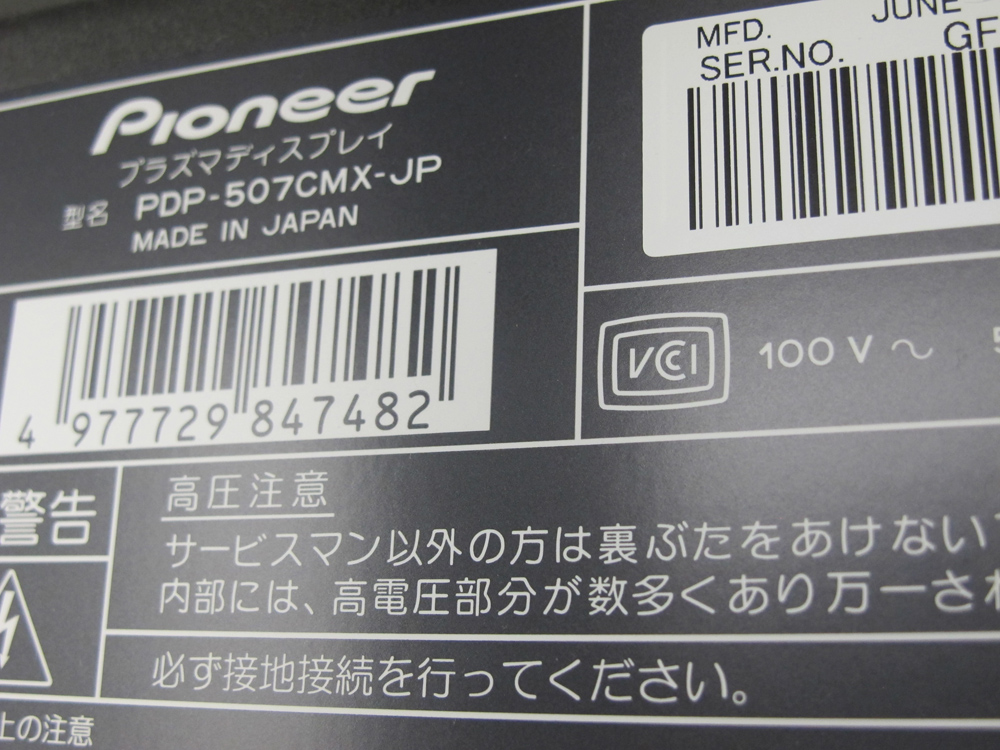 Pioneer
プラズマディスプレイ
型名 PDP-507CMX-JP
MADE IN JAPAN
MFD. JUNE
SER.NO. GF
4 977729 847482
VCCI 100 V ～
警告
高圧注意
サービスマン以外の方は裏ぶたをあけない
内部には、高電圧部分が数多くあり万一され
必ず接地接続を行ってください。
上の注意